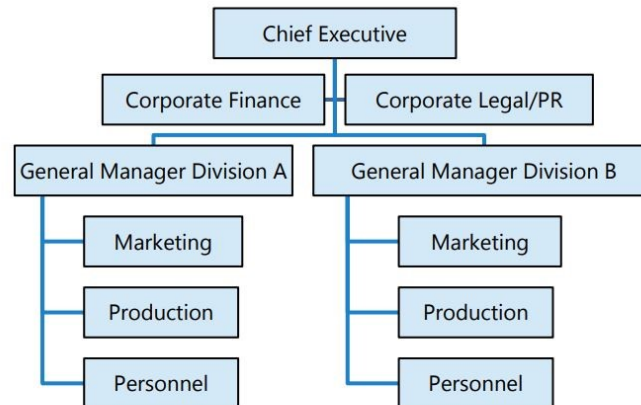 Chief Executive
Corporate Finance
Corporate Legal/PR
General Manager Division A
General Manager Division B
Marketing
Marketing
Production
Production
Personnel
Personnel